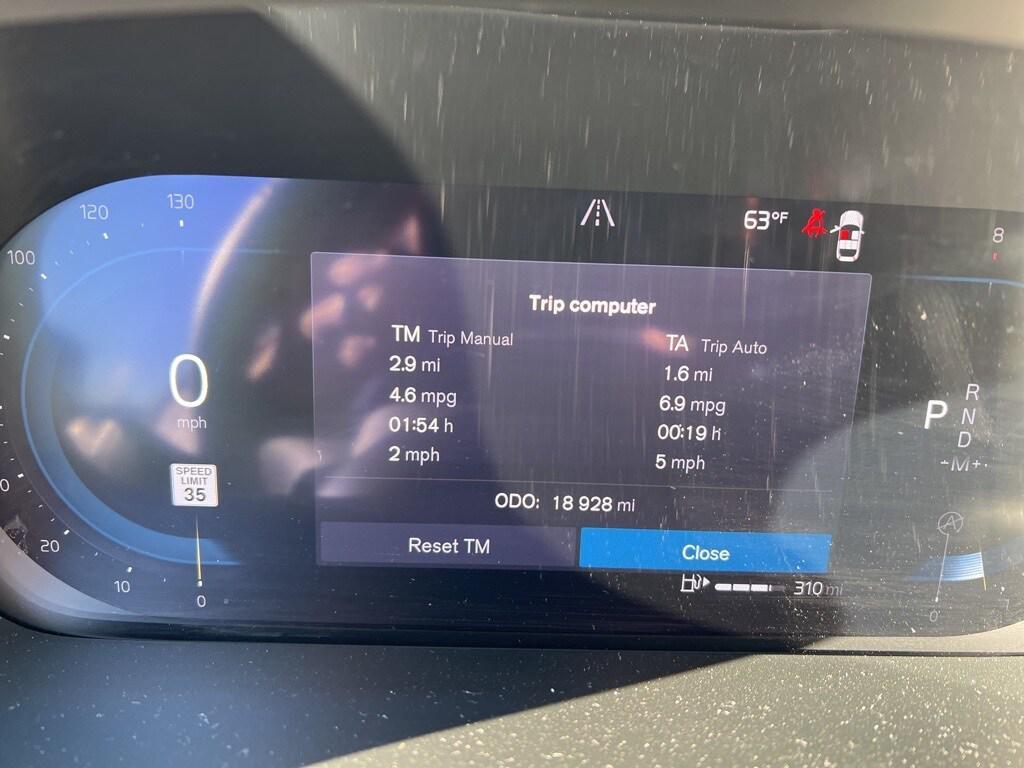 130
120
100
63°F
8
Trip computer
TM Trip Manual
TA Trip Auto
2.9 mi
1.6 mi
4.6 mpg
6.9 mpg
01:54 h
00:19 h
2 mph
5 mph
0
mph
R
P
N
D
-M+
SPEED
LIMIT
35
ODO: 18 928 mi
Reset TM
Close
20
10
0
310 mi
A
0